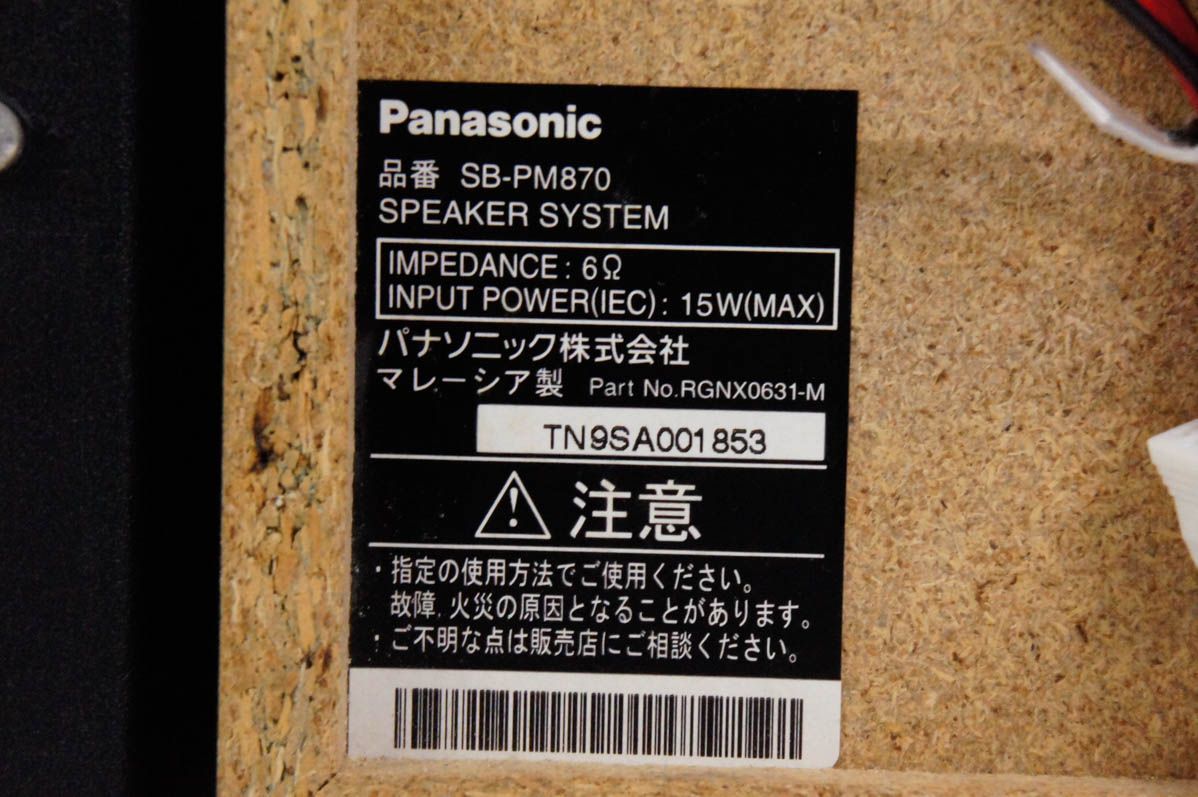 Panasonic
品番 SB-PM870
SPEAKER SYSTEM
IMPEDANCE : 6Ω
INPUT POWER(IEC) : 15W(MAX)
パナソニック株式会社
マレーシア製 Part No.RGNX0631-M
TN9SA001853
注意
・指定の使用方法でご使用ください。
故障,火災の原因となることがあります。
・ご不明な点は販売店にご相談ください。